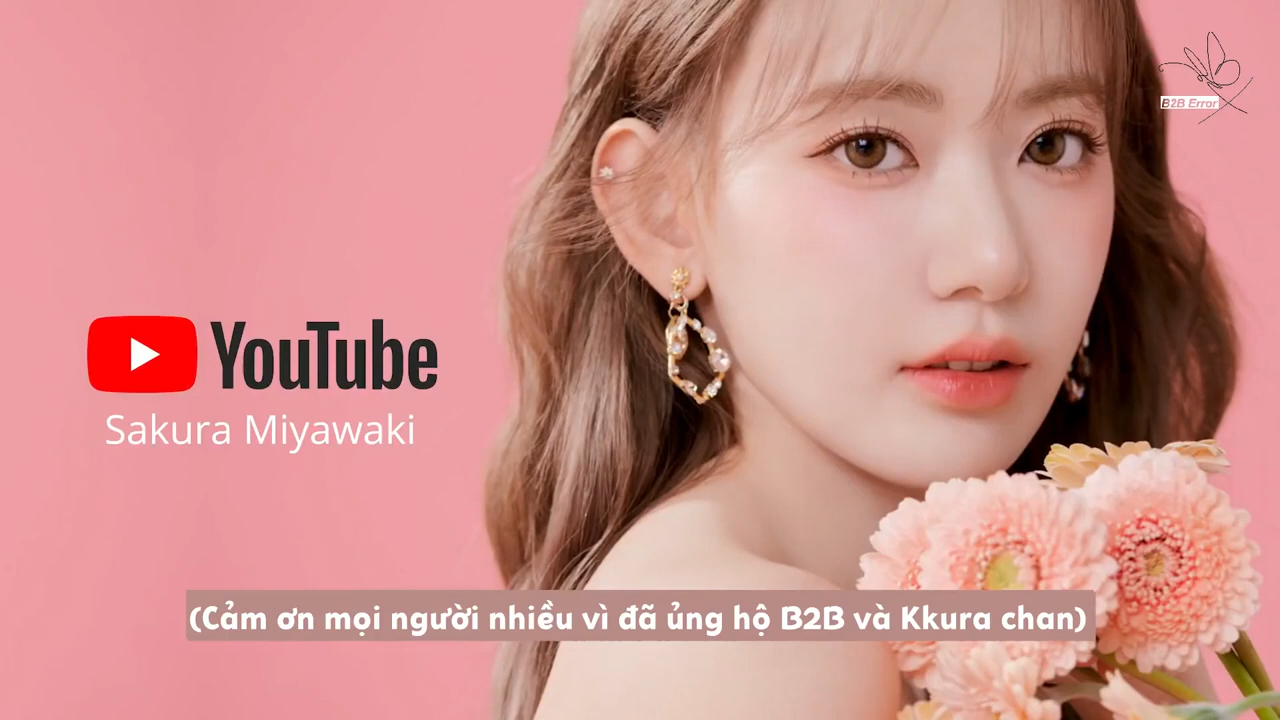 B2B Error
YouTube
Sakura Miyawaki
(Cảm ơn mọi người nhiều vì đã ủng hộ B2B và Kkura chan)